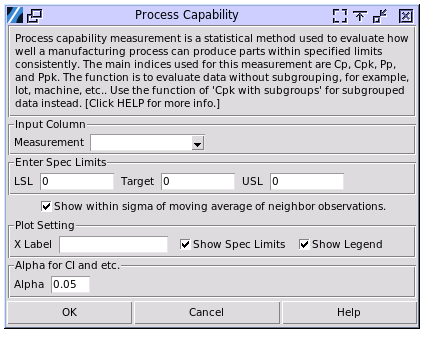 Process Capability
Process capability measurement is a statistical method used to evaluate how
well a manufacturing process can produce parts within specified limits
consistently. The main indices used for this measurement are Cp, Cpk, Pp,
and Ppk. The function is to evaluate data without subgrouping, for example,
lot, machine, etc.. Use the function of 'Cpk with subgroups' for subgrouped
data instead. [Click HELP for more info.]
Input Column
Measurement
Enter Spec Limits
LSL 0 Target 0 USL 0
Show within sigma of moving average of neighbor observations.
Plot Setting
X Label Show Spec Limits Show Legend
Alpha for CI and etc.
Alpha 0.05
OK Cancel Help